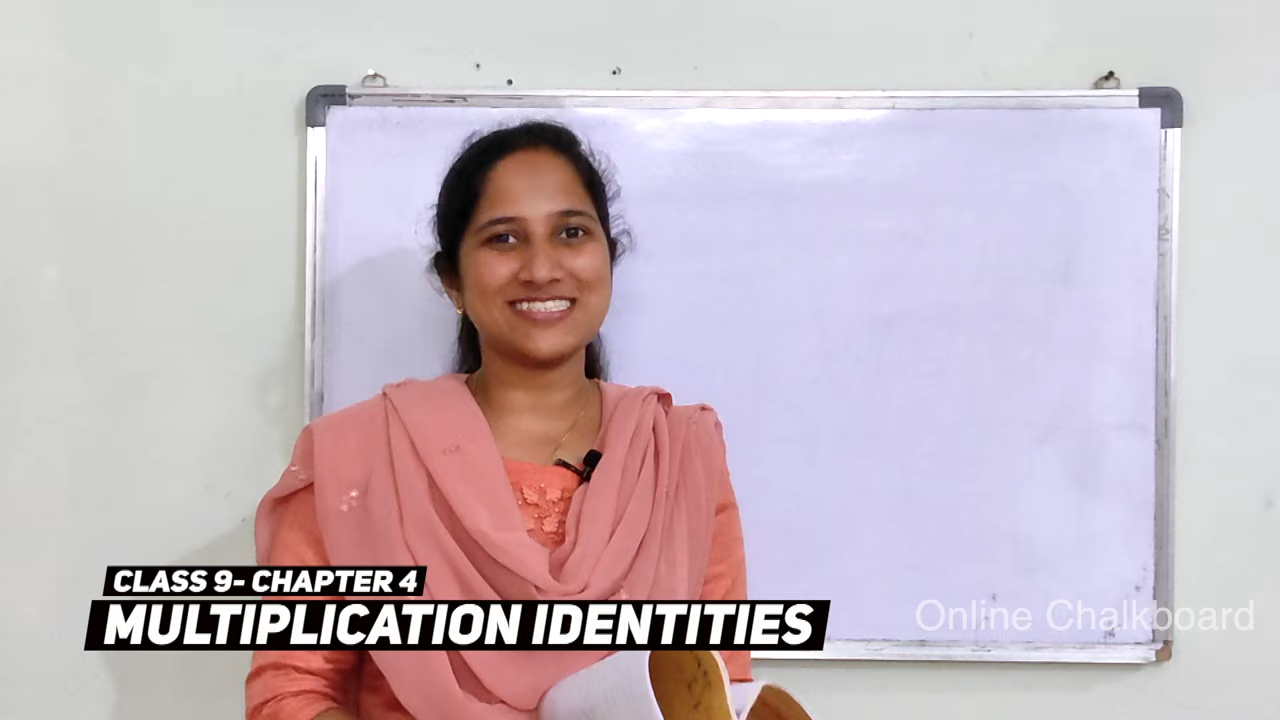 CLASS 9- CHAPTER 4
MULTIPLICATION IDENTITIES
Online Chalkboard